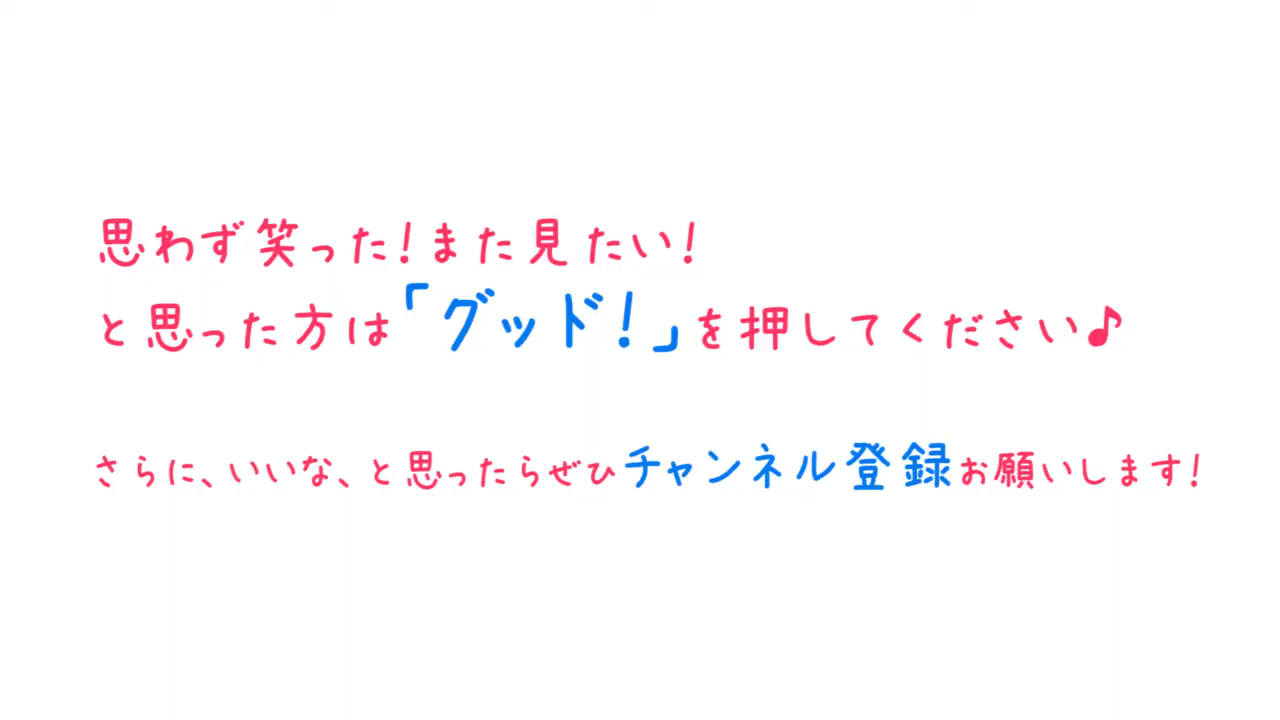 思わず笑った!また見たい!
と思った方は「グッド!」を押してください♪
さらに、いいな、と思ったらぜひチャンネル登録お願いします!